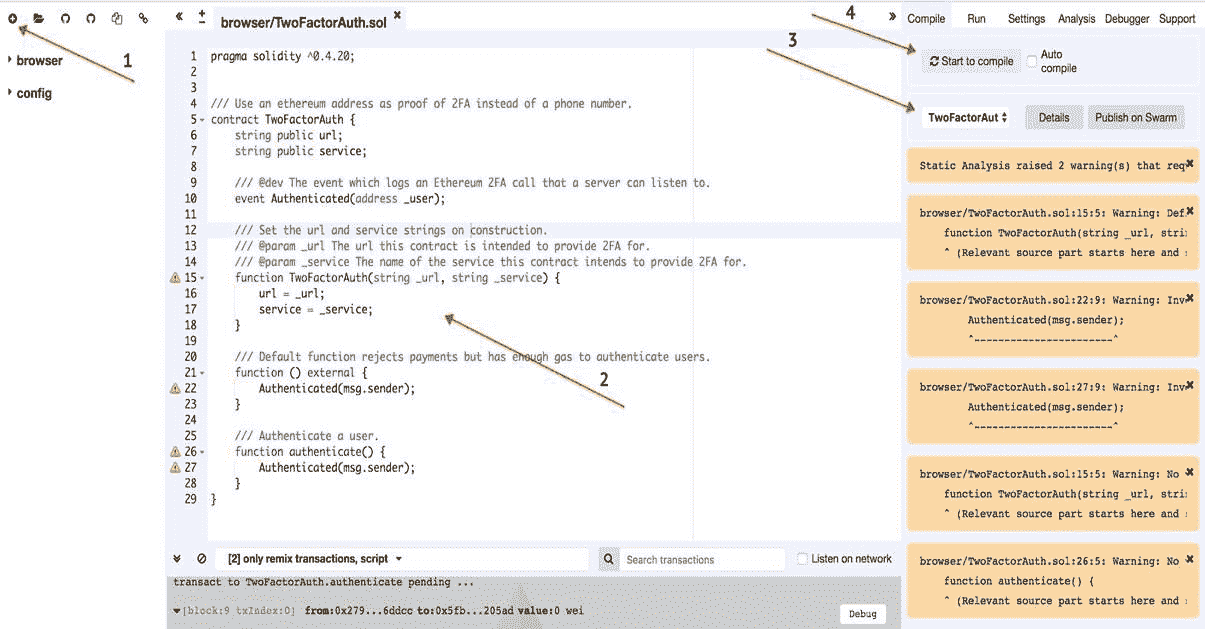 browser/TwoFactorAuth.sol
1
browser
config
1 pragma solidity ^0.4.20;
2
3
4 /// Use an ethereum address as proof of 2FA instead of a phone number.
5 contract TwoFactorAuth {
6 string public url;
7 string public service;
8
9 /// @dev The event which logs an Ethereum 2FA call that a server can listen to.
10 event Authenticated(address _user);
11
12 /// Set the url and service strings on construction.
13 /// @param _url The url this contract is intended to provide 2FA for.
14 /// @param _service The name of the service this contract intends to provide 2FA for.
15 function TwoFactorAuth(string _url, string _service) {
16 url = _url;
17 service = _service;
18 }
19
20 /// Default function rejects payments but has enough gas to authenticate users.
21 function () external {
22 Authenticated(msg.sender);
23 }
24
25 /// Authenticate a user.
26 function authenticate() {
27 Authenticated(msg.sender);
28 }
29 }
2
[2] only remix transactions, script
Search transactions
Listen on network
transact to TwoFactorAuth.authenticate pending ...
[block:9 txIndex:0] from:0x279...6ddcc to:0x5fb...205ad value:0 wei
Debug
3
4
Compile Run Settings Analysis Debugger Support
Start to compile
Auto compile
TwoFactorAut
Details
Publish on Swarm
Static Analysis raised 2 warning(s) that req
browser/TwoFactorAuth.sol:15:5: Warning: Def
function TwoFactorAuth(string _url, stri
^ (Relevant source part starts here and
browser/TwoFactorAuth.sol:22:9: Warning: Inv
Authenticated(msg.sender);
^-----------------------^
browser/TwoFactorAuth.sol:27:9: Warning: Inv
Authenticated(msg.sender);
^-----------------------^
browser/TwoFactorAuth.sol:15:5: Warning: No
function TwoFactorAuth(string _url, stri
^ (Relevant source part starts here and
browser/TwoFactorAuth.sol:26:5: Warning: No
function authenticate() {
^ (Relevant source part starts here and